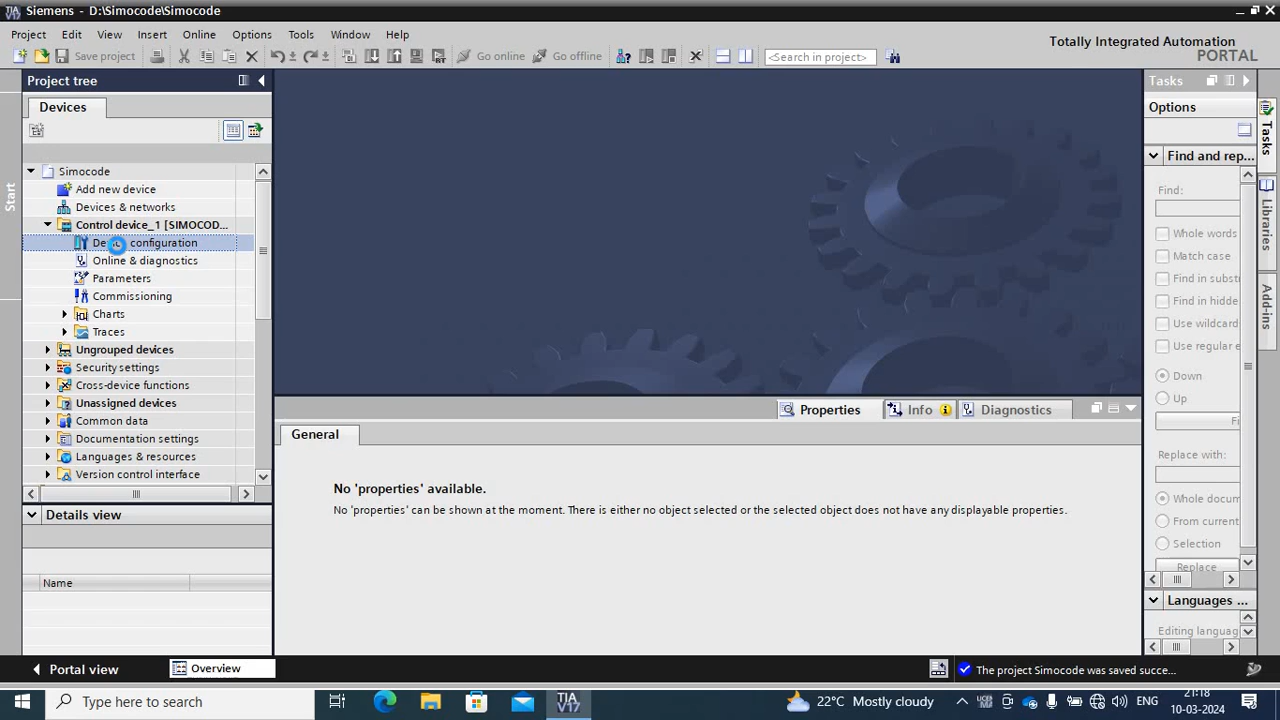 Siemens - D:\Simocode\Simocode
Project Edit View Insert Online Options Tools Window Help
Totally Integrated Automation
PORTAL
Save project Go online Go offline <Search in project>
Project tree
Devices
Start
Simocode
Add new device
Devices & networks
Control device_1 [SIMOCOD...
configuration
Online & diagnostics
Parameters
Commissioning
Charts
Traces
Ungrouped devices
Security settings
Cross-device functions
Unassigned devices
Common data
Documentation settings
Languages & resources
Version control interface
Details view
Name
Properties Info Diagnostics
General
No 'properties' available.
No 'properties' can be shown at the moment. There is either no object selected or the selected object does not have any displayable properties.
Tasks
Options
Find and rep...
Find:
Whole words
Match case
Find in subst
Find in hidde
Use wildcard
Use regular e
Down
Up
Fi
Replace with:
Whole docum
From current
Selection
Replace
Languages ...
Editing languag
Tasks
Libraries
Add-ins
Portal view Overview
The project Simocode was saved succe...
Type here to search
TIA V17
22°C Mostly cloudy
ENG
21:18
10-03-2024